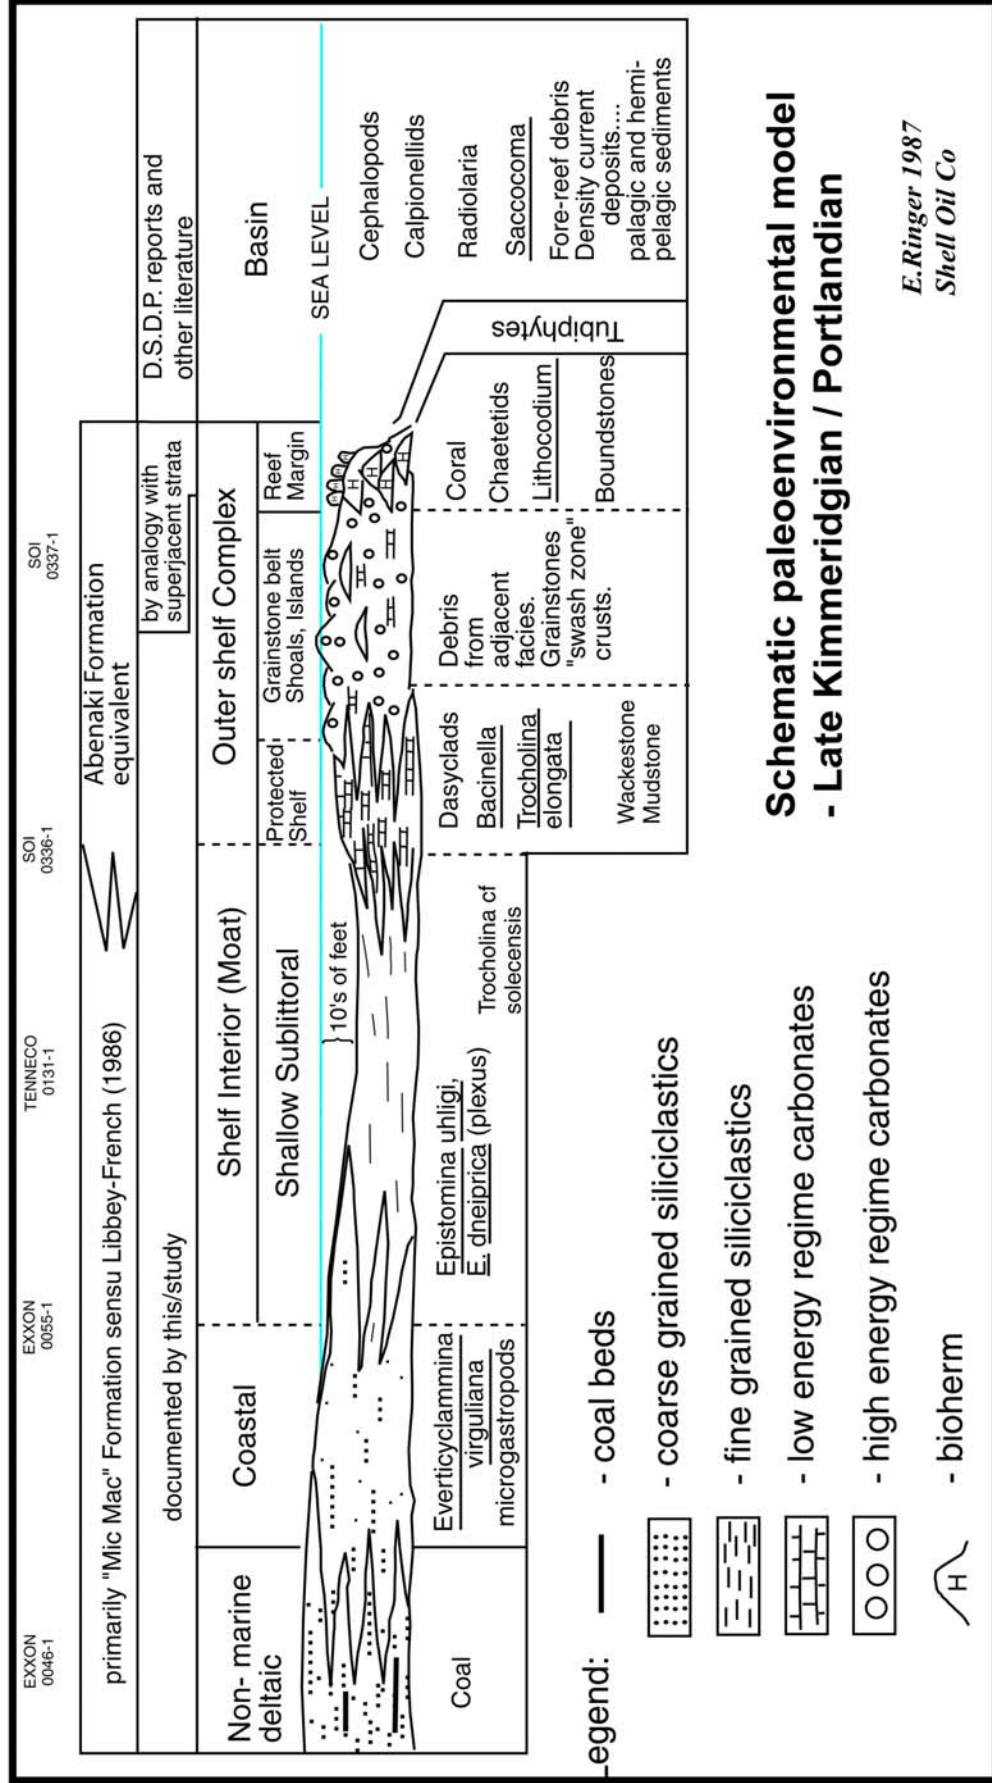 EXXON
0046-1
EXXON
0055-1
TENNECO
0131-1
SOI
0336-1
SOI
0337-1
primarily "Mic Mac" Formation sensu Libbey-French (1986)
Abenaki Formation
equivalent
documented by this/study
by analogy with
superjacent strata
D.S.D.P. reports and
other literature
Non- marine
deltaic
Coastal
Shelf Interior (Moat)
Shallow Sublittoral
Outer shelf Complex
Protected
Shelf
Grainstone belt
Shoals, Islands
Reef
Margin
Basin
SEA LEVEL
10's of feet
H
H
H
H
Coal
Everticyclammina
virguliana
microgastropods
Epistomina uhligi,
E. dneiprica (plexus)
Trocholina cf
solecensis
Dasyclads
Bacinella
Trocholina
elongata
Wackestone
Mudstone
Debris
from
adjacent
facies.
Grainstones
"swash zone"
crusts.
Coral
Chaetetids
Lithocodium
Boundstones
Tubiphytes
Cephalopods
Calpionellids
Radiolaria
Saccocoma
Fore-reef debris
Density current
deposits....
palagic and hemi-
pelagic sediments
Legend:
- coal beds
- coarse grained siliciclastics
- fine grained siliciclastics
- low energy regime carbonates
- high energy regime carbonates
H
- bioherm
Schematic paleoenvironmental model
- Late Kimmeridgian / Portlandian
E.Ringer 1987
Shell Oil Co